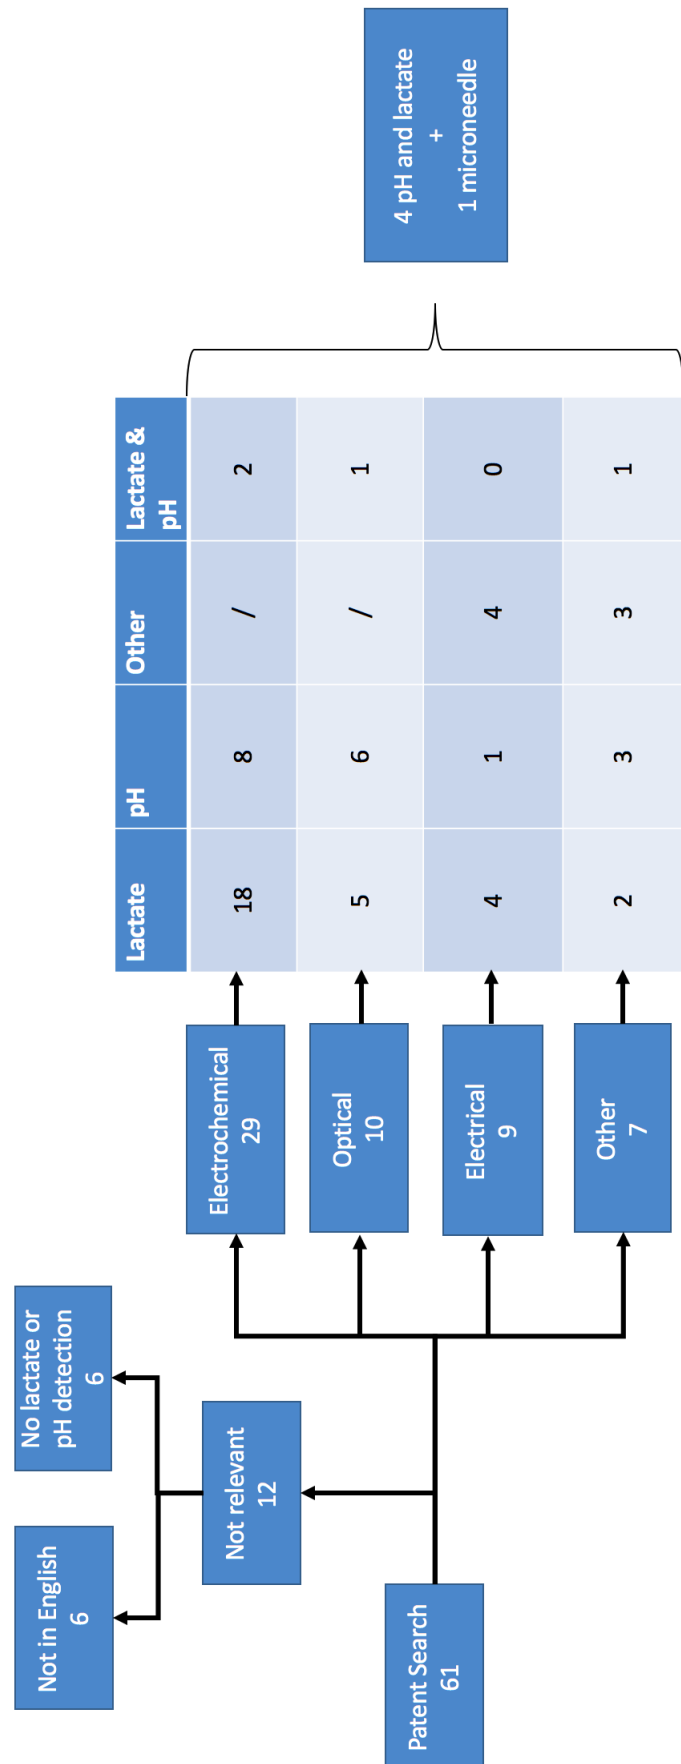 Not in English
6
No lactate or
pH detection
6
Not relevant
12
Patent Search
61
Electrochemical
29
Optical
10
Electrical
9
Other
7
Lactate
pH
Other
Lactate &
pH
18
8
/
2
5
6
/
1
4
1
4
0
2
3
3
1
4 pH and lactate
+
1 microneedle